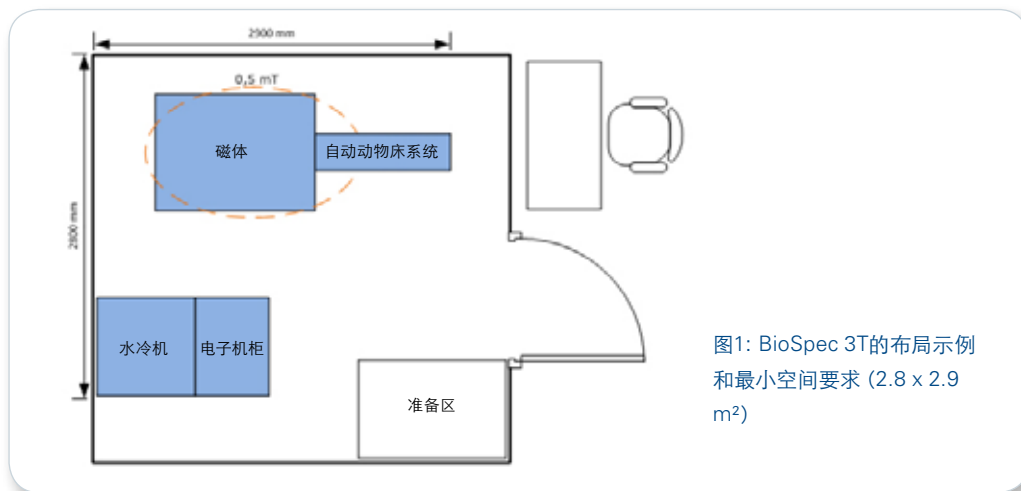 2900 mm
0,5 mT
磁体
自动动物床系统
2800 mm
水冷机
电子机柜
准备区
图1: BioSpec 3T的布局示例
和最小空间要求 (2.8 x 2.9
m²)